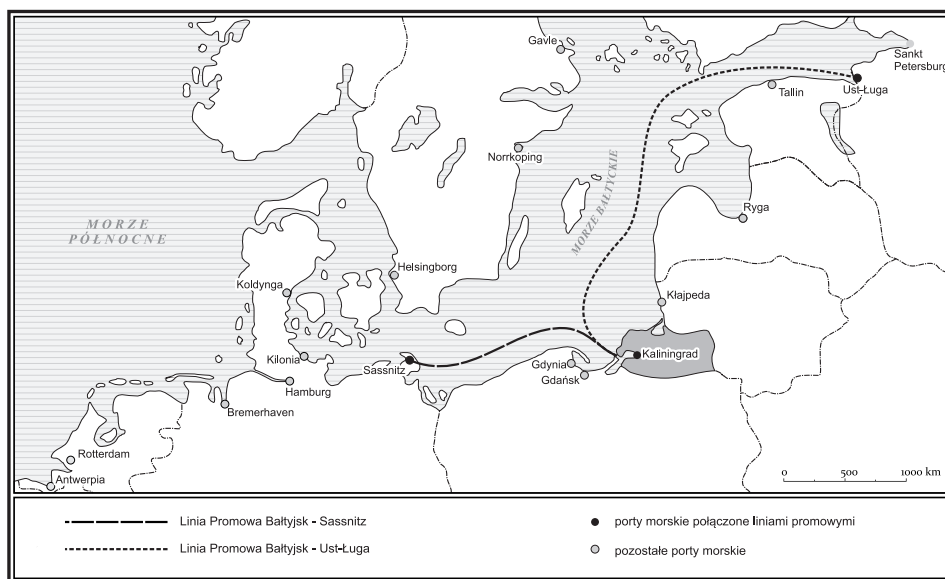 Gavle
Sankt
Petersburg
Tallin
Ust-Ługa
Norrkoping
MORZE BAŁTYCKIE
MORZE
PÓŁNOCNE
Ryga
Helsingborg
Koldynga
Kłajpeda
Kilonia
Sassnitz
Kaliningrad
Gdynia
Gdańsk
Hamburg
Bremerhaven
Rotterdam
Antwerpia
0 500 1000 km
Linia Promowa Bałtyjsk - Sassnitz
porty morskie połączone liniami promowymi
Linia Promowa Bałtyjsk - Ust-Ługa
pozostałe porty morskie